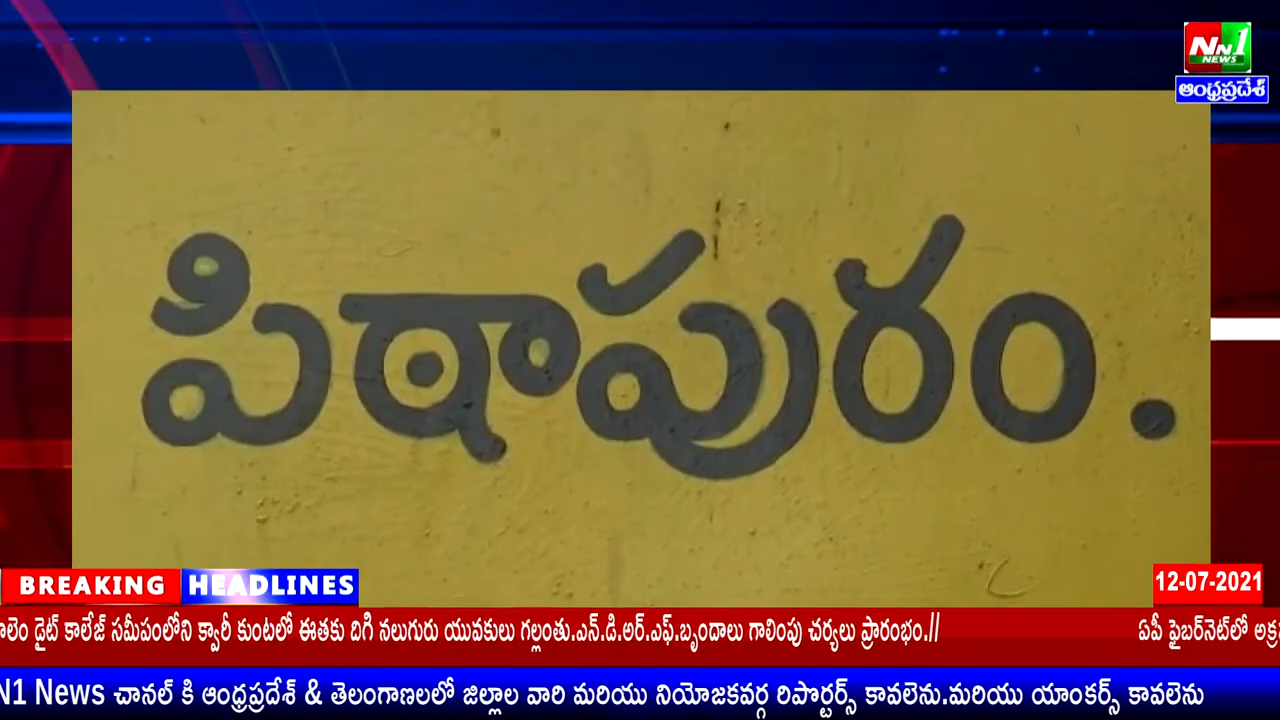 NN1
NEWS
ఆంధ్రప్రదేశ్
పిఠాపురం.
BREAKING HEADLINES
12-07-2021
డైట్ కాలేజ్ సమీపంలోని క్వారీ కుంటలో ఈతకు దిగి నలుగురు యువకులు గల్లంతు.ఎన్.డి.అర్.ఎఫ్.బృందాలు గాలింపు చర్యలు ప్రారంభం.// ఏపీ ఫైబర్‌నెట్‌లో
N1 News చానల్ కి ఆంధ్రప్రదేశ్ & తెలంగాణలలో జిల్లాల వారి మరియు నియోజకవర్గ రిపొర్టర్స్ కావలెను.మరియు యాంకర్స్ కావలెను